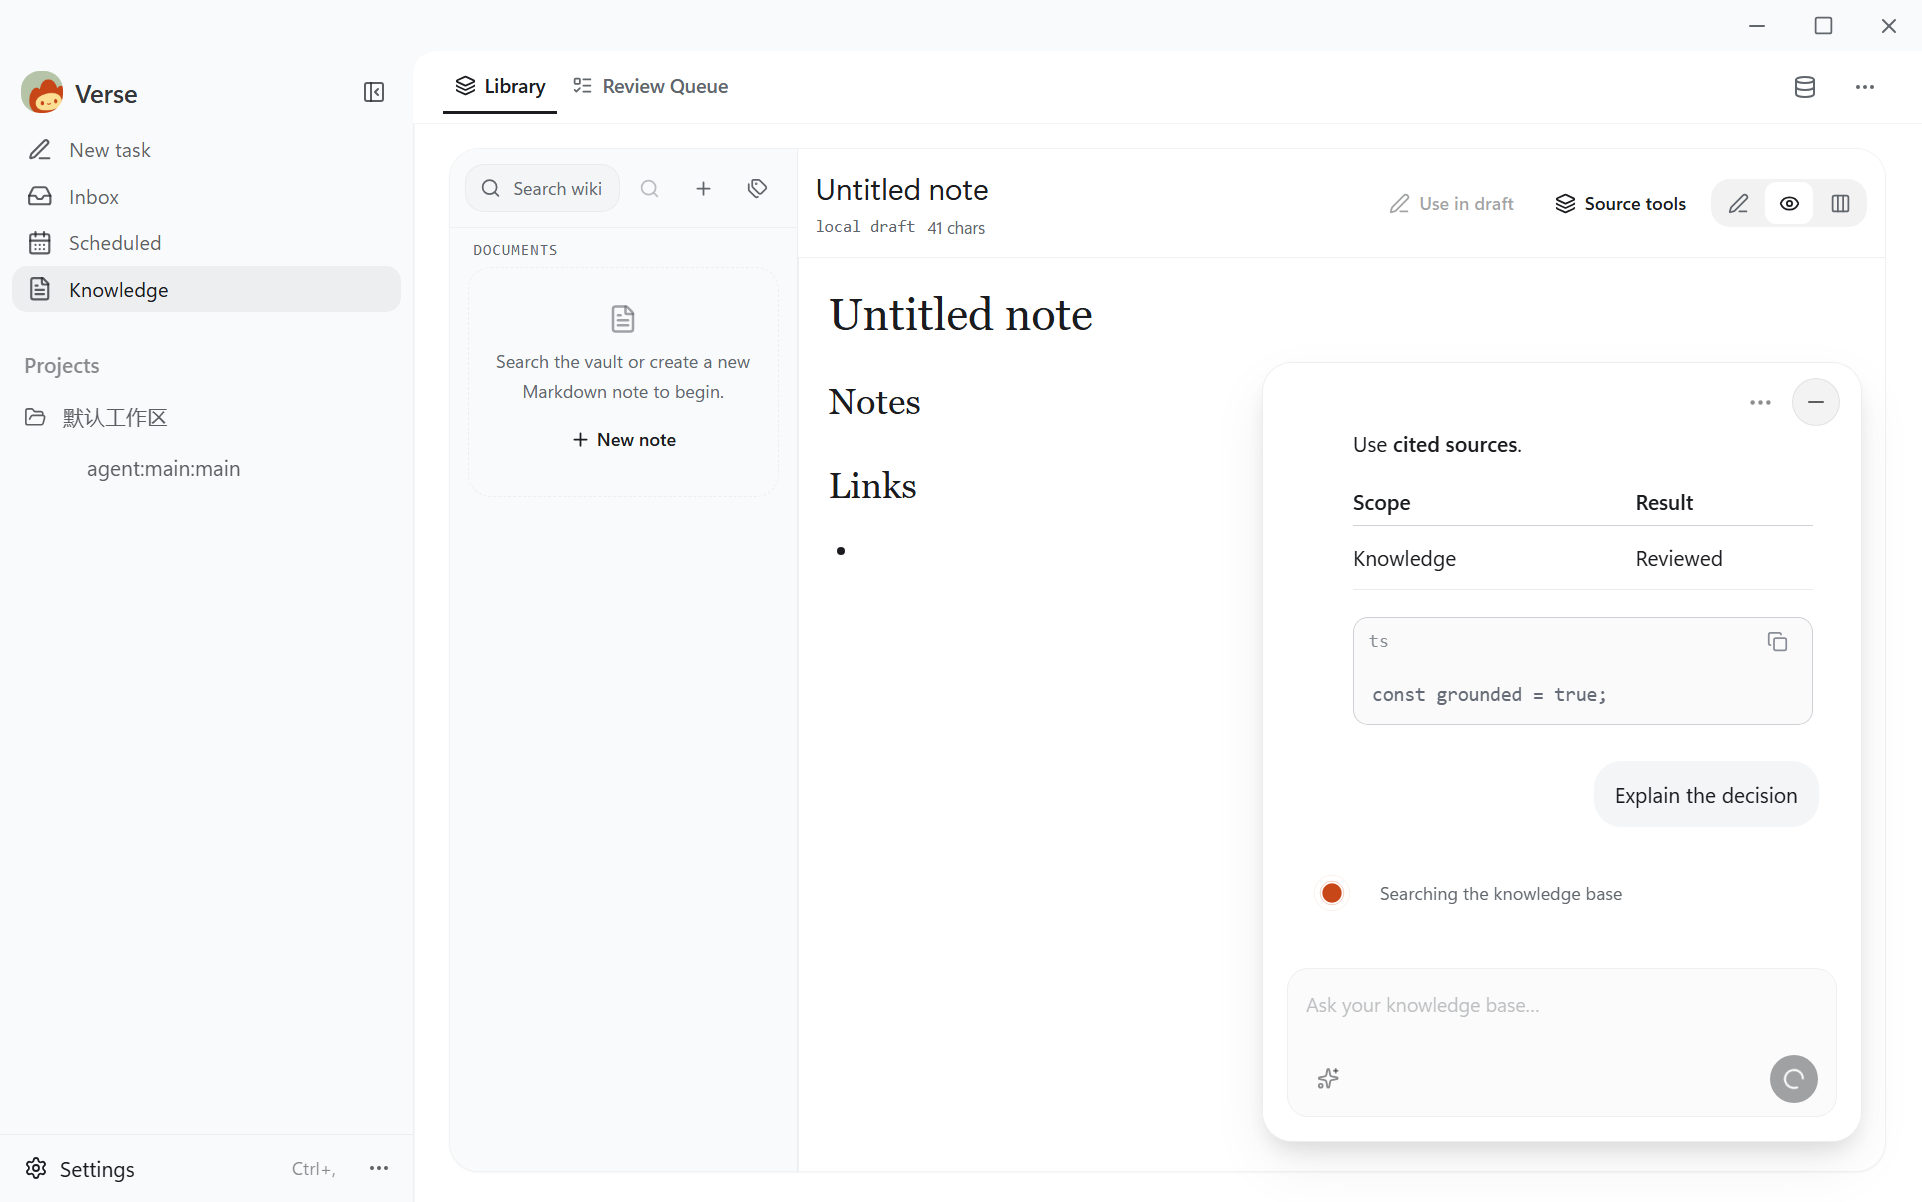 Verse
New task
Inbox
Scheduled
Knowledge
Projects
默认工作区
agent:main:main
Settings
Ctrl+,
Library
Review Queue
Search wiki
DOCUMENTS
Search the vault or create a new
Markdown note to begin.
New note
Untitled note
local draft 41 chars
Use in draft
Source tools
Untitled note
Notes
Links
Use cited sources.
Scope Result
Knowledge Reviewed
ts
const grounded = true;
Explain the decision
Searching the knowledge base
Ask your knowledge base...